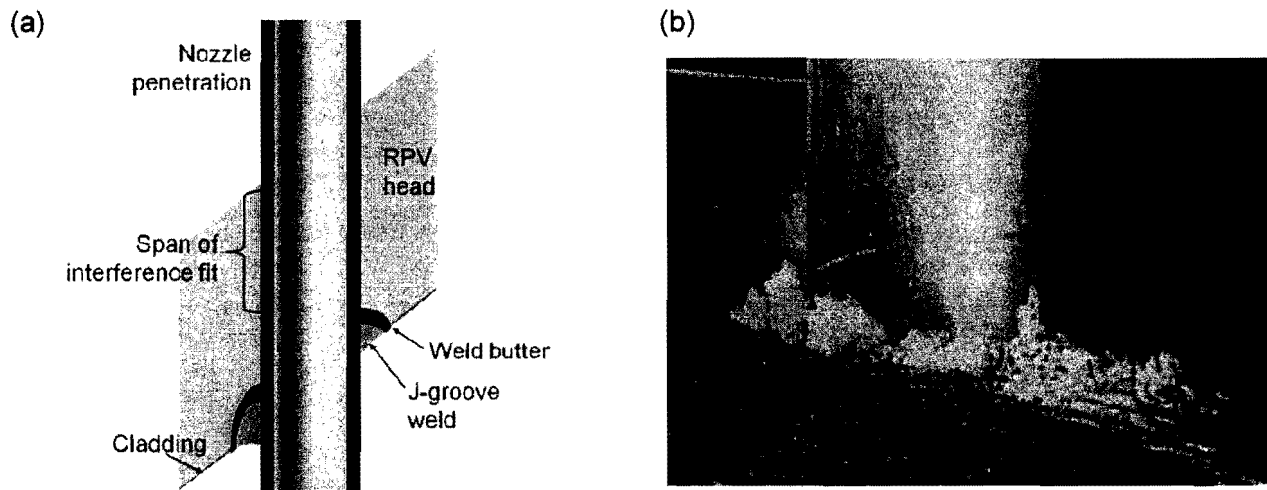 (a)
Nozzle
penetration
RPV
head
Span of
interference fit
Weld butter
J-groove
weld
Cladding
(b)